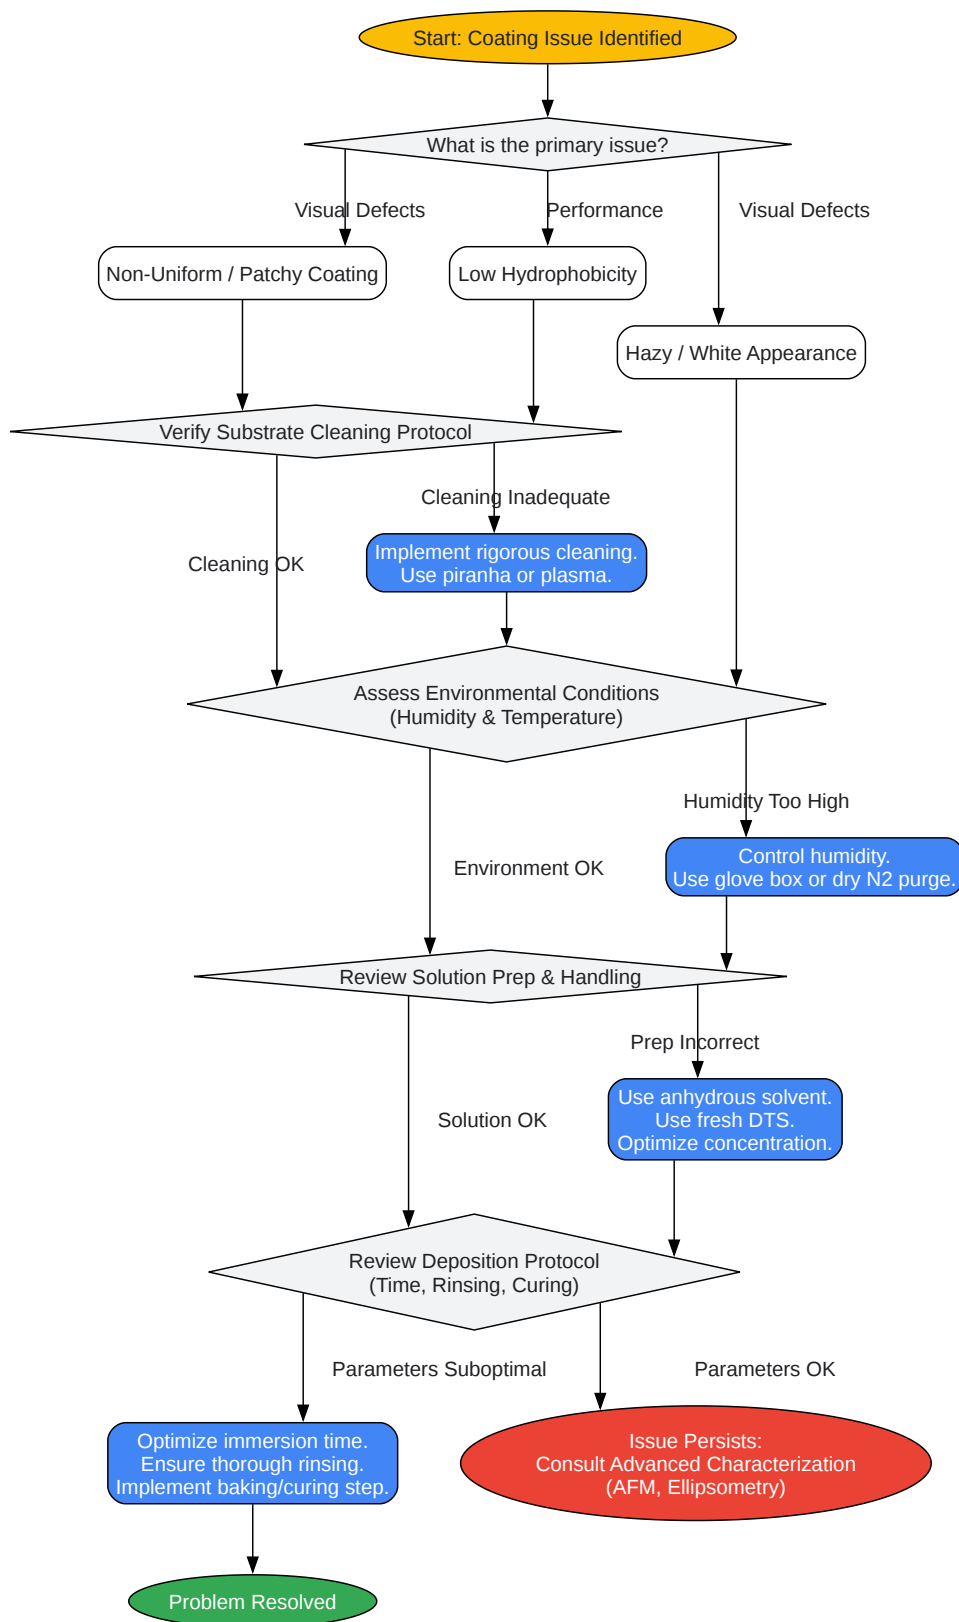 Start: Coating Issue Identified
What is the primary issue?
Visual Defects
Performance
Visual Defects
Non-Uniform / Patchy Coating
Low Hydrophobicity
Hazy / White Appearance
Verify Substrate Cleaning Protocol
Cleaning Inadequate
Cleaning OK
Implement rigorous cleaning.
Use piranha or plasma.
Assess Environmental Conditions
(Humidity & Temperature)
Humidity Too High
Environment OK
Control humidity.
Use glove box or dry N2 purge.
Review Solution Prep & Handling
Prep Incorrect
Solution OK
Use anhydrous solvent.
Use fresh DTS.
Optimize concentration.
Review Deposition Protocol
(Time, Rinsing, Curing)
Parameters Suboptimal
Parameters OK
Optimize immersion time.
Ensure thorough rinsing.
Implement baking/curing step.
Issue Persists:
Consult Advanced Characterization
(AFM, Ellipsometry)
Problem Resolved